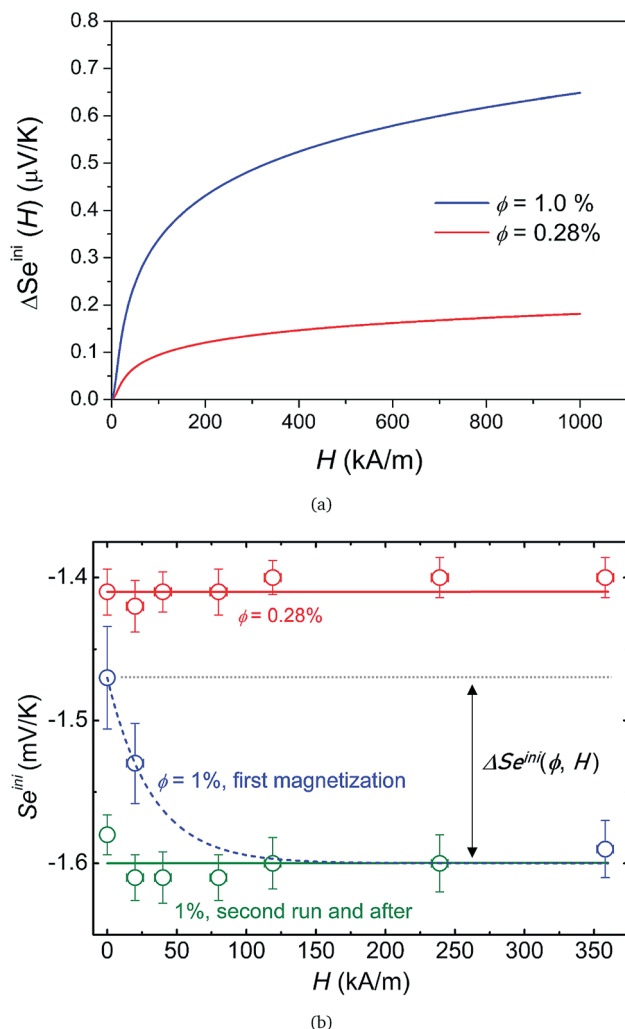 0.8
0.7
0.6
0.5
0.4
0.3
0.2
0.1
0.0
ΔSe^ini (H) (μV/K)
ϕ = 1.0 %
ϕ = 0.28%
0 200 400 600 800 1000
H (kA/m)
(a)
-1.4
-1.5
-1.6
Se^ini (mV/K)
ϕ = 0.28%
ΔSe^ini(ϕ, H)
ϕ = 1%, first magnetization
1%, second run and after
0 50 100 150 200 250 300 350
H (kA/m)
(b)